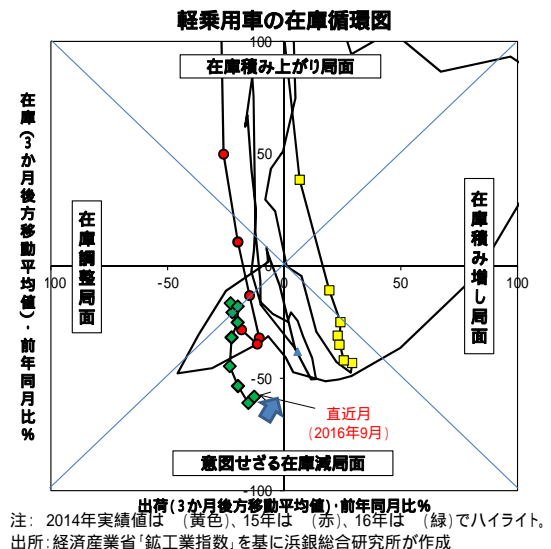 軽乗用車の在庫循環図
100
在庫積み上がり局面
50
在庫(3か月後方移動平均値)・前年同月比%
在庫調整局面
在庫積み増し局面
0
100
-50
0
50
100
-50
直近月
(2016年9月)
意図せざる在庫減局面
-100
出荷(3か月後方移動平均値)・前年同月比%
注: 2014年実績値は (黄色)、15年は (赤)、16年は (緑)でハイライト。
出所:経済産業省「鉱工業指数」を基に浜銀総合研究所が作成